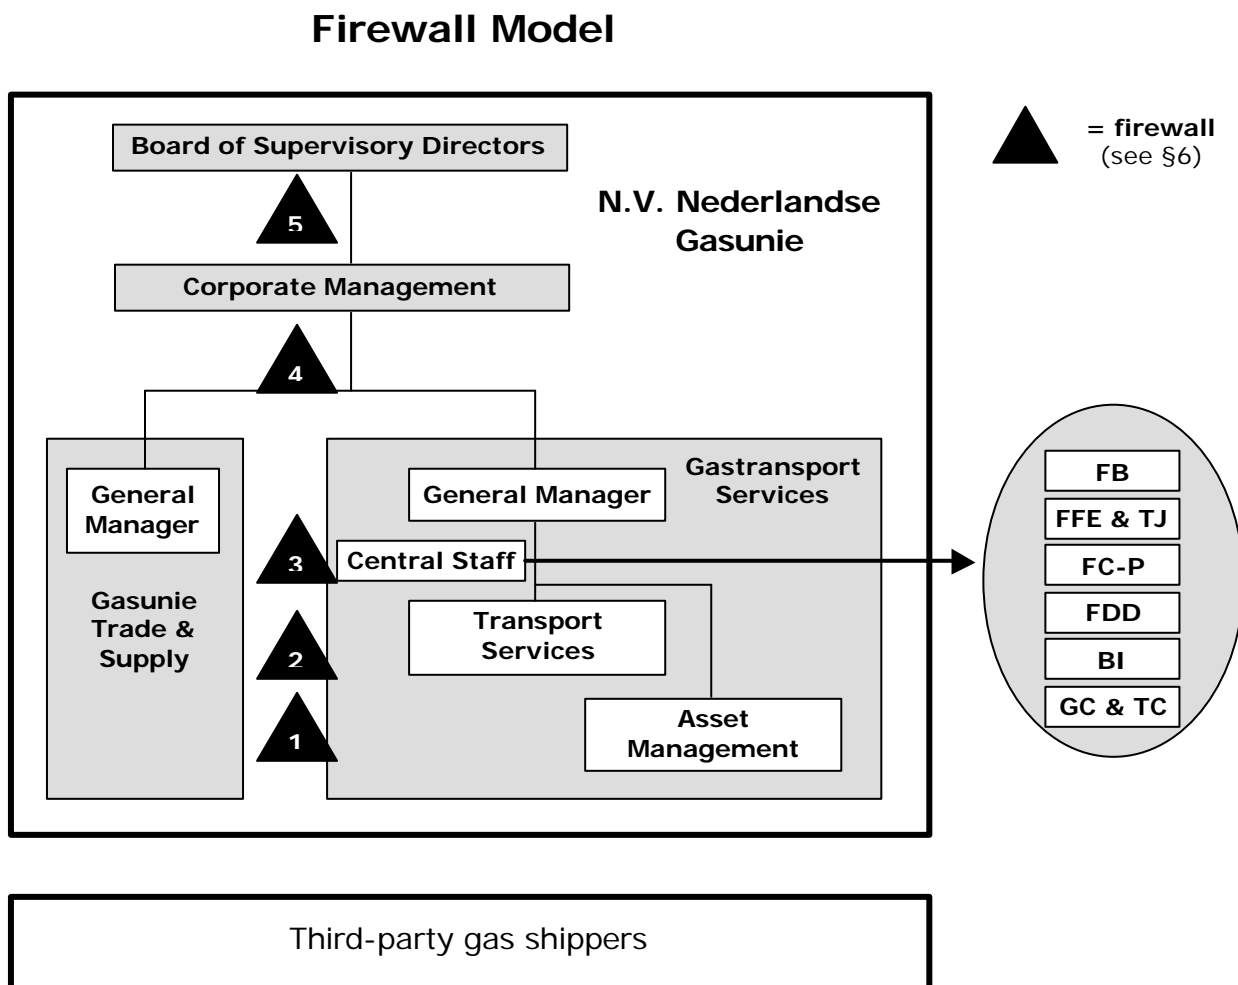 Firewall Model
Board of Supervisory Directors
= firewall
(see §6)
N.V. Nederlandse
Gasunie
5
Corporate Management
4
General
Manager
Gasunie
Trade &
Supply
Gastransport
Services
General Manager
3
Central Staff
2
Transport
Services
1
Asset
Management
FB
FFE & TJ
FC-P
FDD
BI
GC & TC
Third-party gas shippers